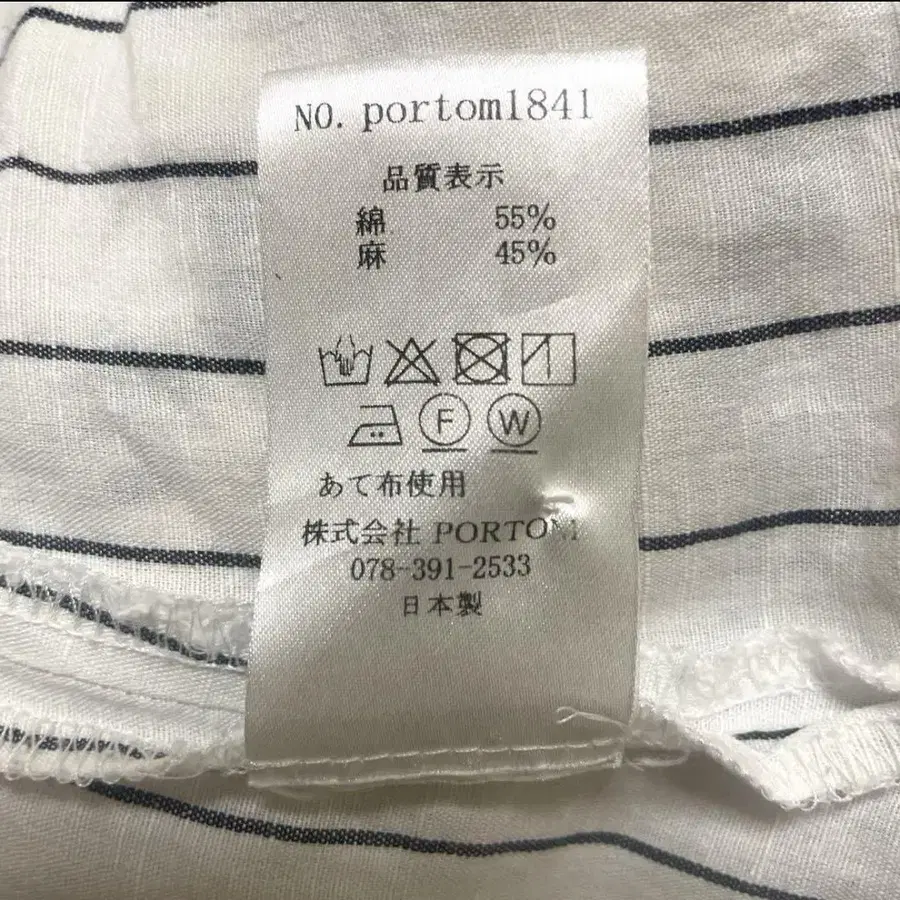 NO. portom1841
品質表示
綿 55%
麻 45%
F W
あて布使用
株式会社 PORTOM
078-391-2533
日本製